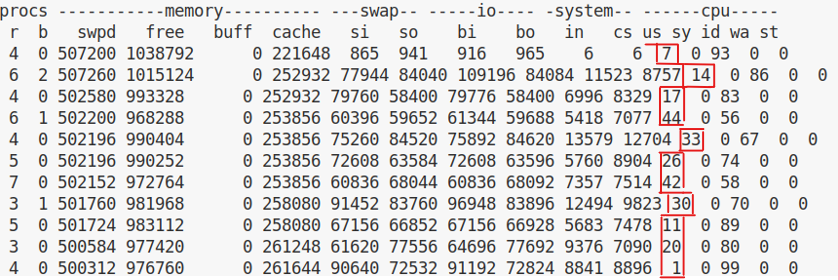 procs -----------memory---------- ---swap-- -----io---- -system-- ------cpu-----
r b swpd free buff cache si so bi bo in cs us sy id wa st
4 0 507200 1038792 0 221648 865 941 916 965 6 6 7 0 93 0 0
6 2 507260 1015124 0 252932 77944 84040 109196 84084 11523 8757 14 0 86 0 0
4 0 502580 993328 0 252932 79760 58400 79776 58400 6996 8329 17 0 83 0 0
6 1 502200 968288 0 253856 60396 59652 61344 59688 5418 7077 44 0 56 0 0
4 0 502196 990404 0 253856 75260 84520 75892 84620 13579 12704 33 0 67 0 0
5 0 502196 990252 0 253856 72608 63584 72608 63596 5760 8904 26 0 74 0 0
7 0 502152 972764 0 253856 60836 68044 60836 68092 7357 7514 42 0 58 0 0
3 1 501760 981968 0 258080 91452 83760 96948 83896 12494 9823 30 0 70 0 0
5 0 501724 983112 0 258080 67156 66852 67156 66928 5683 7478 11 0 89 0 0
3 0 500584 977420 0 261248 61620 77556 64696 77692 9376 7090 20 0 80 0 0
4 0 500312 976760 0 261644 90640 72532 91192 72824 8841 8896 1 0 99 0 0